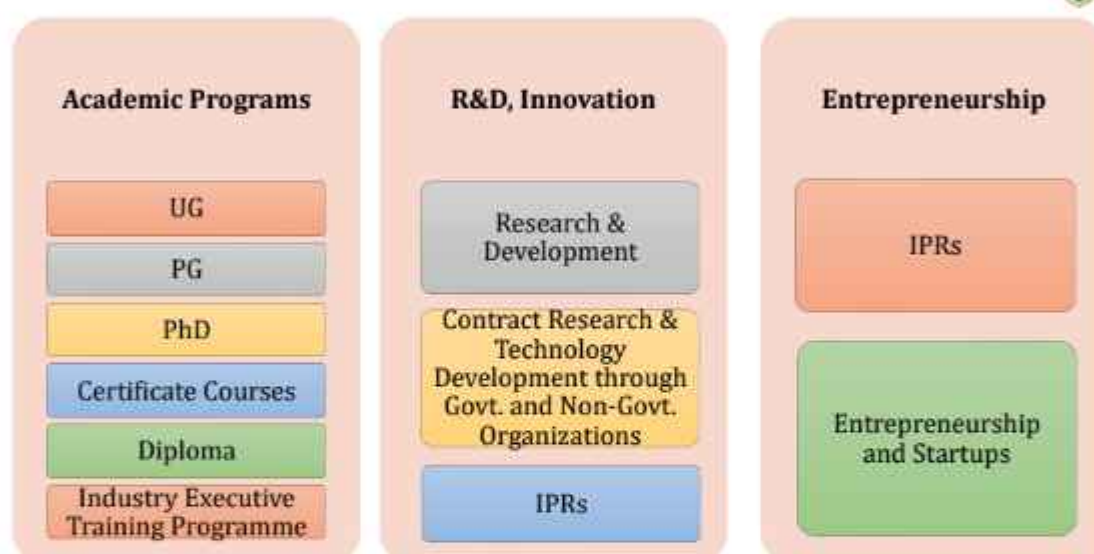 Academic Programs
UG
PG
PhD
Certificate Courses
Diploma
Industry Executive
Training Programme
R&D, Innovation
Research &
Development
Contract Research &
Technology
Development through
Govt. and Non-Govt.
Organizations
IPRs
Entrepreneurship
IPRs
Entrepreneurship
and Startups